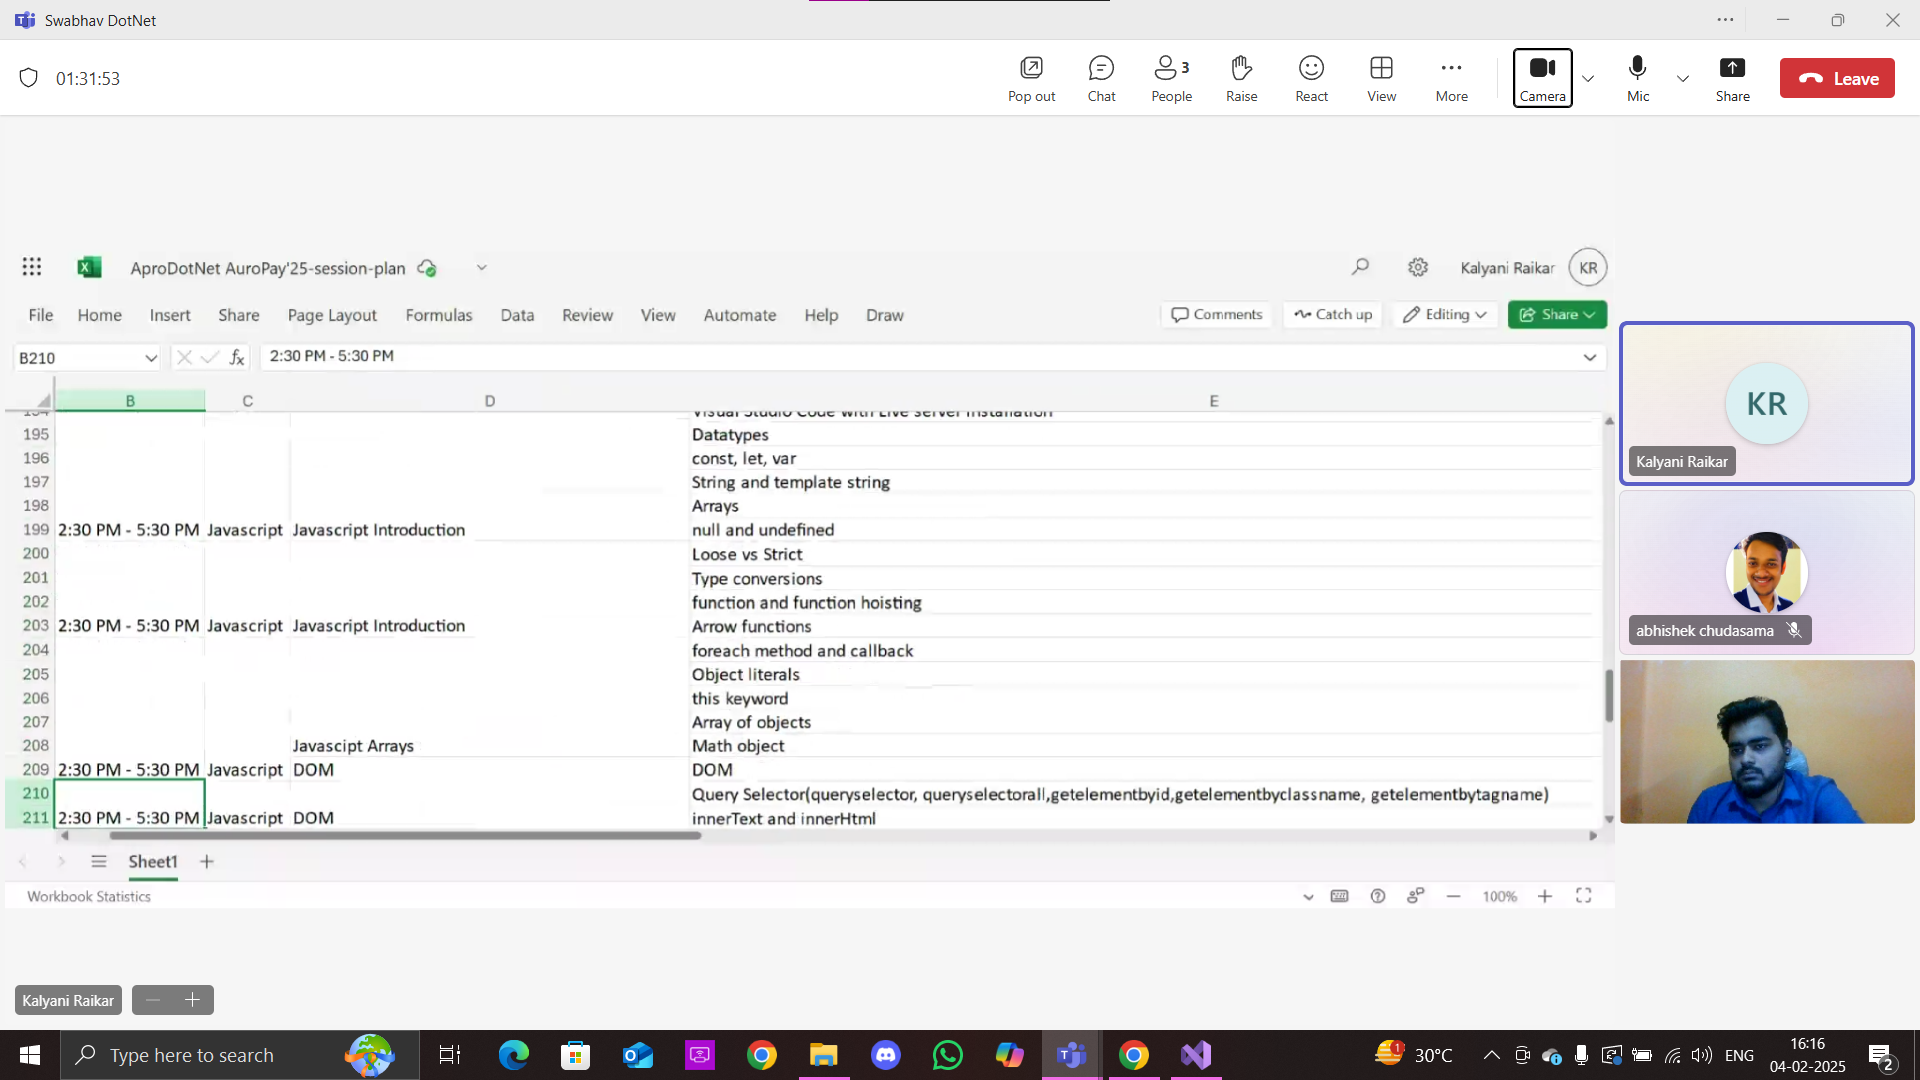 Swabhav DotNet
01:31:53
Pop out
Chat
3
People
Raise
React
View
More
Camera
Mic
Share
Leave
AproDotNet AuroPay'25-session-plan
Kalyani Raikar
KR
File Home Insert Share Page Layout Formulas Data Review View Automate Help Draw
Comments
Catch up
Editing
Share
B210
fx
2:30 PM - 5:30 PM
B C D E
194 Visual Studio Code with Live server installation
195 Datatypes
196 const, let, var
197 String and template string
198 Arrays
199 2:30 PM - 5:30 PM Javascript Javascript Introduction null and undefined
200 Loose vs Strict
201 Type conversions
202 function and function hoisting
203 2:30 PM - 5:30 PM Javascript Javascript Introduction Arrow functions
204 foreach method and callback
205 Object literals
206 this keyword
207 Array of objects
208 Javascipt Arrays Math object
209 2:30 PM - 5:30 PM Javascript DOM DOM
210 Query Selector(queryselector, queryselectorall,getelementbyid,getelementbyclassname, getelementbytagname)
211 2:30 PM - 5:30 PM Javascript DOM innerText and innerHtml
Sheet1
Workbook Statistics
100%
KR
Kalyani Raikar
abhishek chudasama
Kalyani Raikar
Type here to search
1
30°C
ENG
16:16
04-02-2025
2